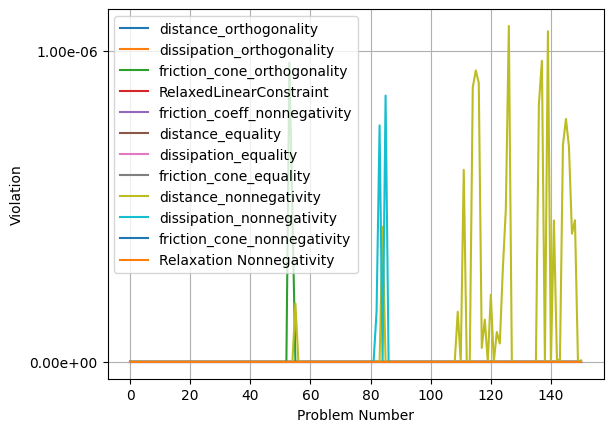 distance_orthogonality
dissipation_orthogonality
friction_cone_orthogonality
RelaxedLinearConstraint
friction_coeff_nonnegativity
distance_equality
dissipation_equality
friction_cone_equality
distance_nonnegativity
dissipation_nonnegativity
friction_cone_nonnegativity
Relaxation Nonnegativity
1.00e-06
Violation
0.00e+00
0 20 40 60 80 100 120 140
Problem Number